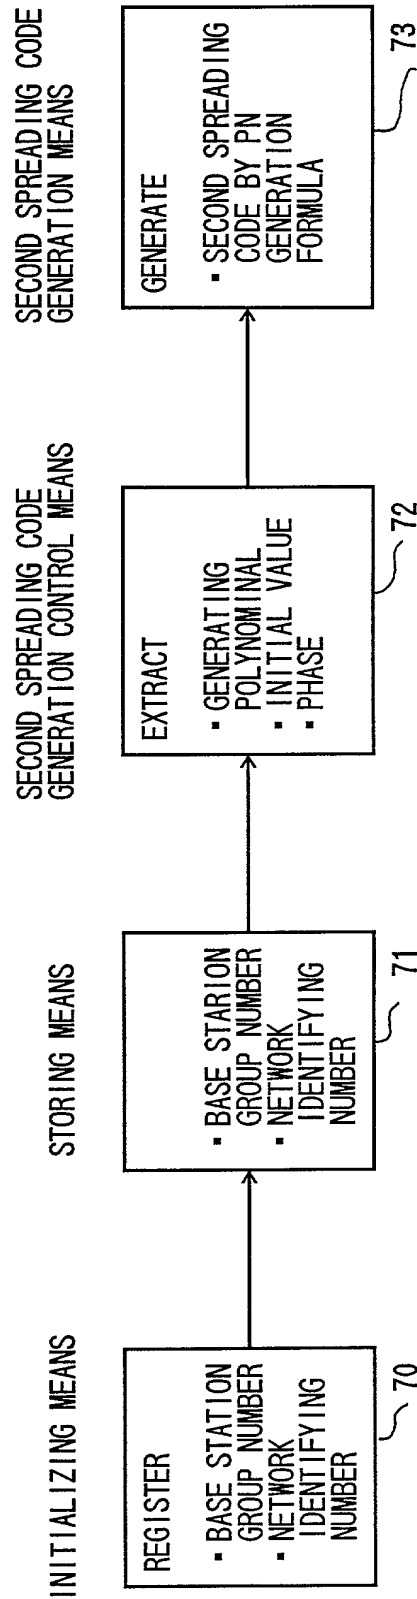 INITIALIZING MEANS
REGISTER
▪ BASE STATION
GROUP NUMBER
▪ NETWORK
IDENTIFYING
NUMBER
70
STORING MEANS
▪ BASE STARION
GROUP NUMBER
▪ NETWORK
IDENTIFYING
NUMBER
71
SECOND SPREADING CODE
GENERATION CONTROL MEANS
EXTRACT
▪ GENERATING
POLYNOMINAL
▪ INITIAL VALUE
▪ PHASE
72
SECOND SPREADING CODE
GENERATION MEANS
GENERATE
▪ SECOND SPREADING
CODE BY PN
GENERATION
FORMULA
73